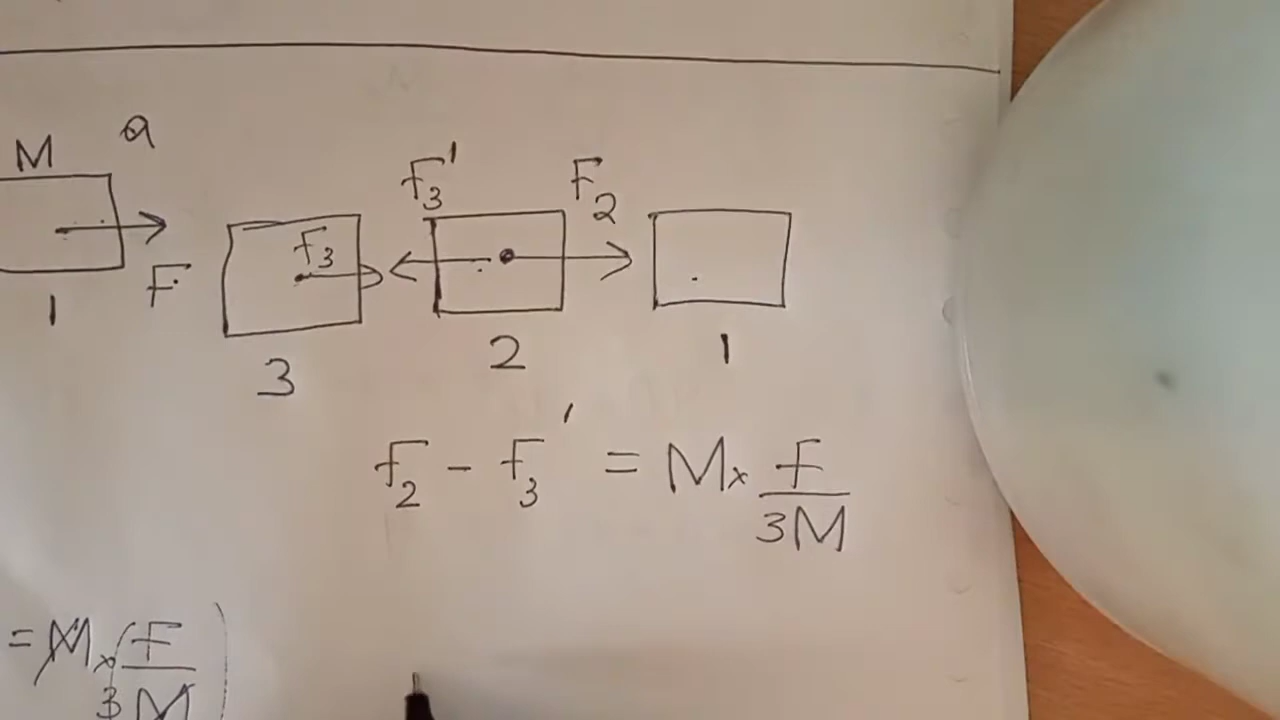 M a
F
1
F₃
3
F₃'
F₂
2
1
F₂ - F₃' = M × F/3M
= M × (F/3M)